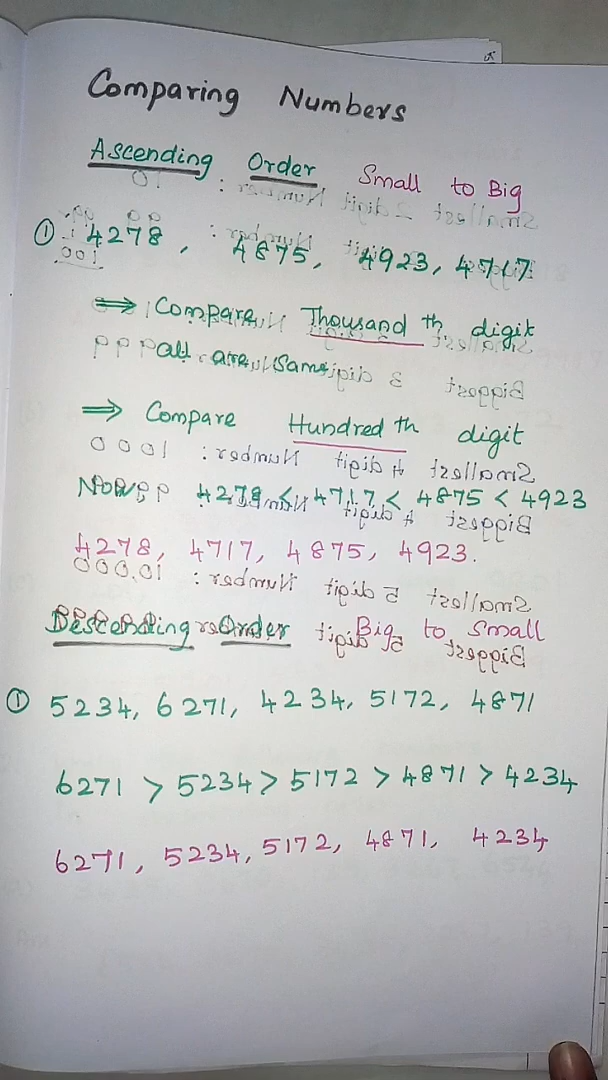 Comparing Numbers
Ascending Order Small to Big
① 4278, 4875, 4923, 4717
⇒ Compare Thousand th digit
all are same
⇒ Compare Hundred th digit
Now, 4278 < 4717 < 4875 < 4923
4278, 4717, 4875, 4923.
Descending Order Big to Small
① 5234, 6271, 4234, 5172, 4871
6271 > 5234 > 5172 > 4871 > 4234
6271, 5234, 5172, 4871, 4234